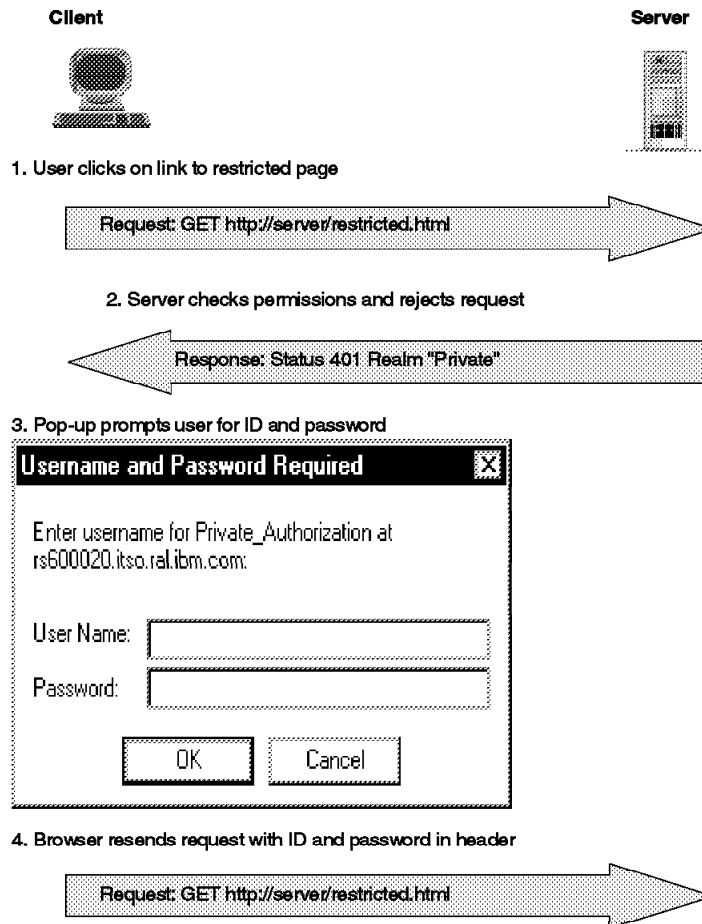 Client
Server
1. User clicks on link to restricted page
Request: GET http://server/restricted.html
2. Server checks permissions and rejects request
Response: Status 401 Realm "Private"
3. Pop-up prompts user for ID and password
Username and Password Required
Enter username for Private_Authorization at
rs600020.itso.ral.ibm.com:
User Name:
Password:
OK
Cancel
4. Browser resends request with ID and password in header
Request: GET http://server/restricted.html